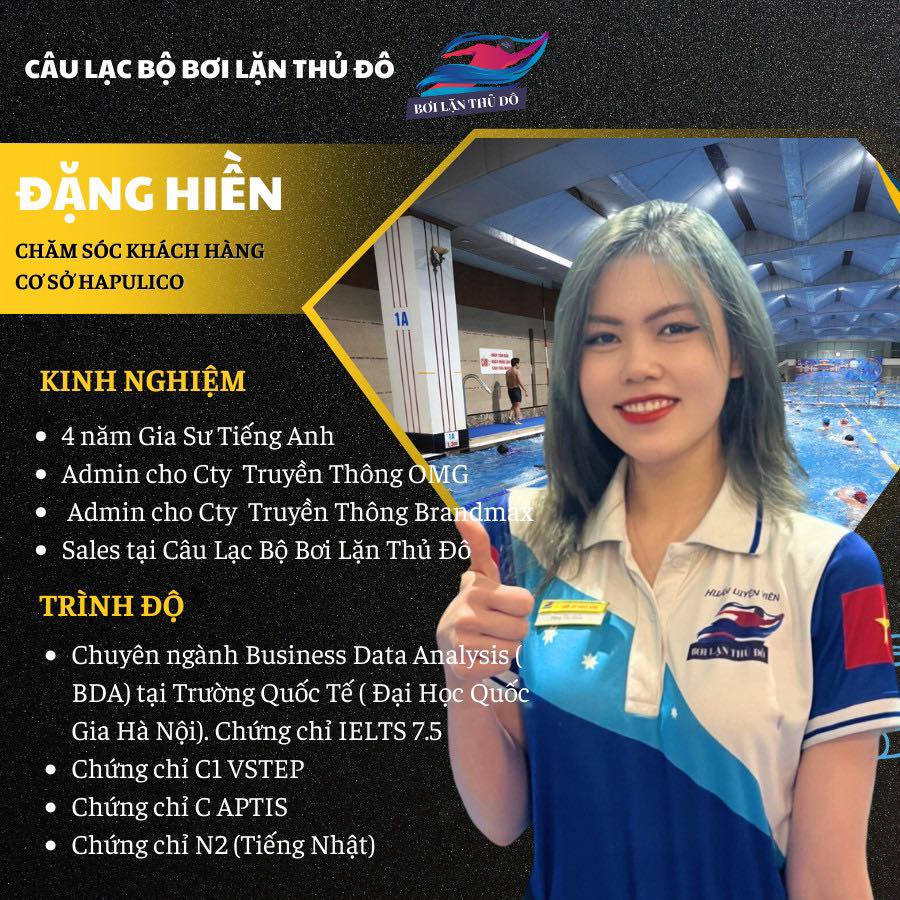 CÂU LẠC BỘ BƠI LẶN THỦ ĐÔ
BƠI LẶN THỦ ĐÔ
ĐẶNG HIỀN
CHĂM SÓC KHÁCH HÀNG
CƠ SỞ HAPULICO
1A
1A
KINH NGHIỆM
4 năm Gia Sư Tiếng Anh
Admin cho Cty Truyền Thông OMG
Admin cho Cty Truyền Thông Brandmax
Sales tại Câu Lạc Bộ Bơi Lặn Thủ Đô
TRÌNH ĐỘ
Chuyên ngành Business Data Analysis (
BDA) tại Trường Quốc Tế ( Đại Học Quốc
Gia Hà Nội). Chứng chỉ IELTS 7.5
Chứng chỉ C1 VSTEP
Chứng chỉ C APTIS
Chứng chỉ N2 (Tiếng Nhật)
HUẤN LUYỆN VIÊN
BƠI LẶN THỦ ĐÔ